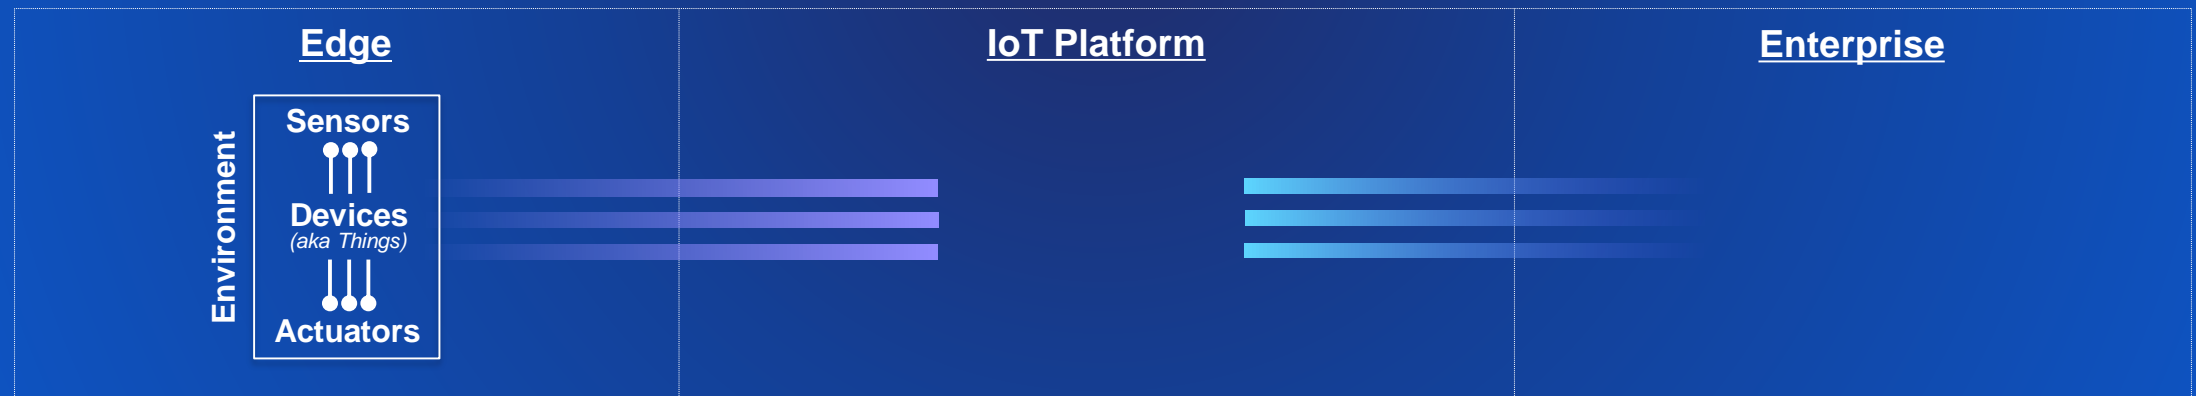 Edge
IoT Platform
Enterprise
Environment
Sensors
Devices
(aka Things)
Actuators